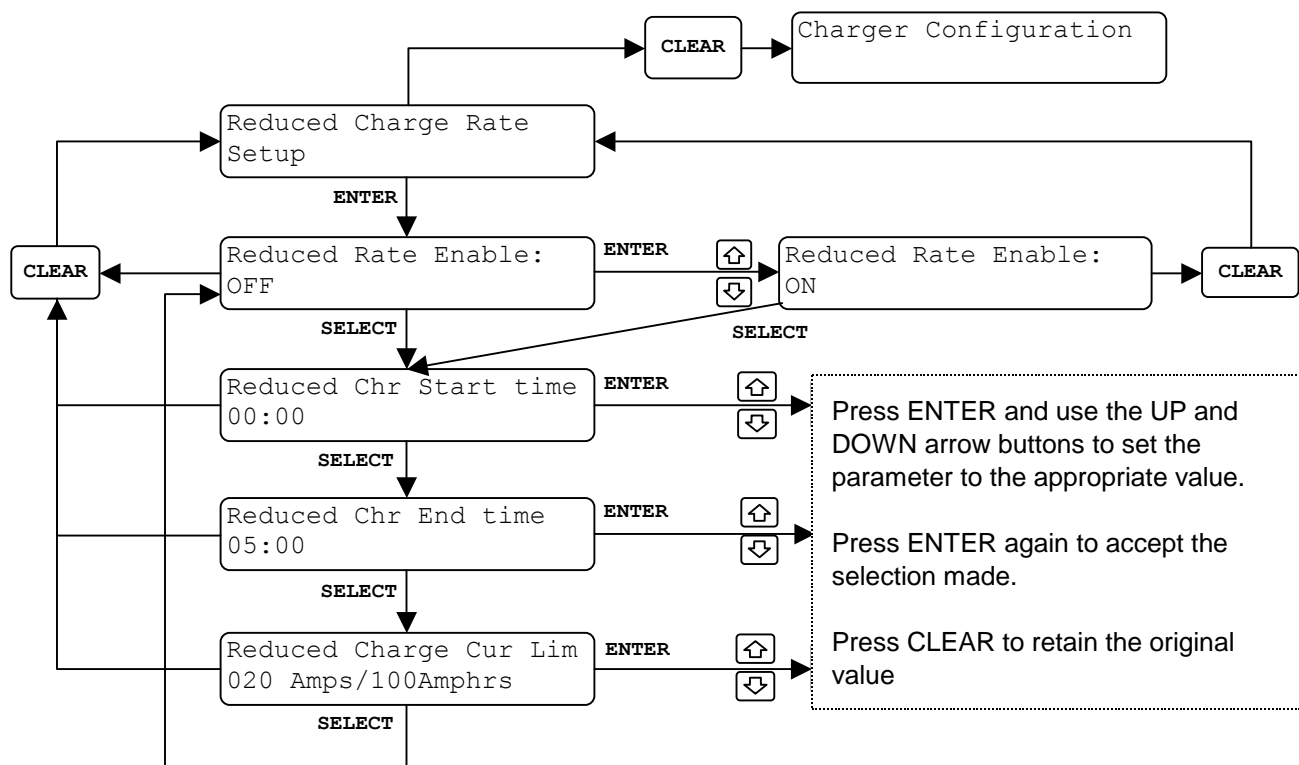 CLEAR
Charger Configuration
Reduced Charge Rate
Setup
ENTER
CLEAR
Reduced Rate Enable:
OFF
ENTER
Reduced Rate Enable:
ON
CLEAR
SELECT
SELECT
Reduced Chr Start time
00:00
ENTER
SELECT
Reduced Chr End time
05:00
ENTER
SELECT
Reduced Charge Cur Lim
020 Amps/100Amphrs
ENTER
SELECT
Press ENTER and use the UP and
DOWN arrow buttons to set the
parameter to the appropriate value.
Press ENTER again to accept the
selection made.
Press CLEAR to retain the original
value